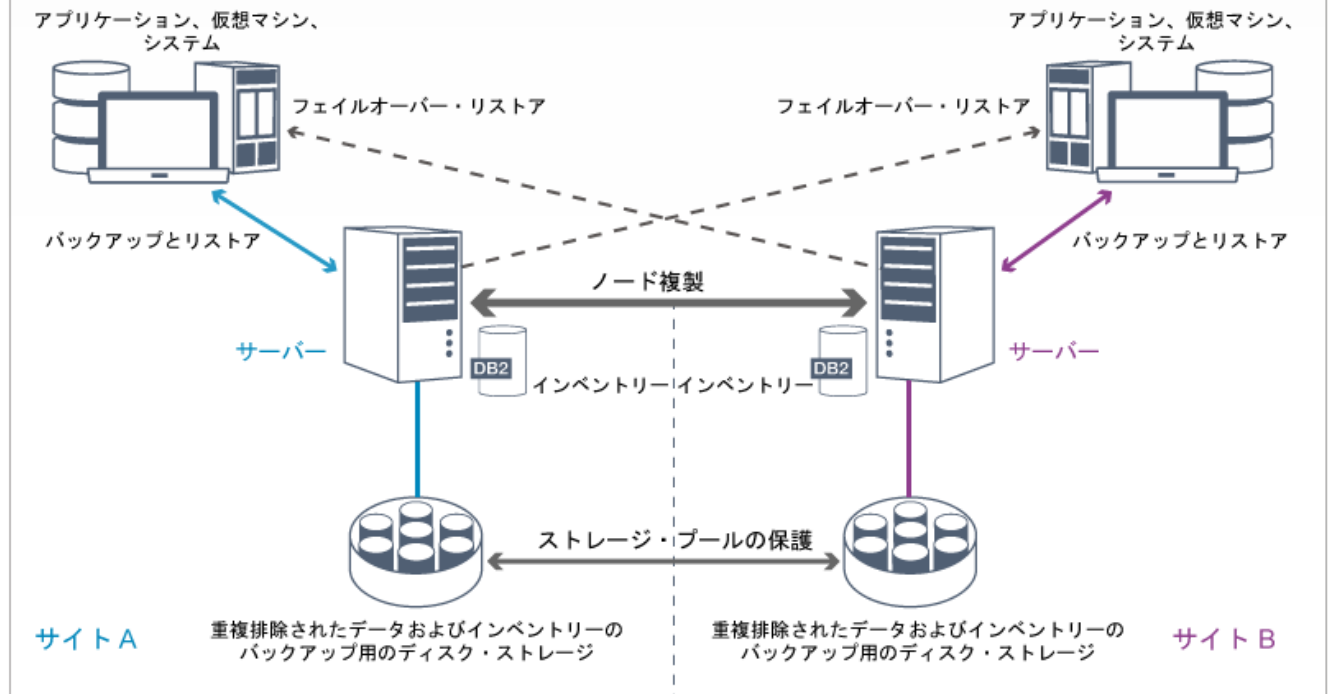 アプリケーション、仮想マシン、
システム
アプリケーション、仮想マシン、
システム
フェイルオーバー・リストア
フェイルオーバー・リストア
バックアップとリストア
バックアップとリストア
ノード複製
サーバー
サーバー
DB2
インベントリー
インベントリー
DB2
ストレージ・プールの保護
サイト A
重複排除されたデータおよびインベントリーの
バックアップ用のディスク・ストレージ
重複排除されたデータおよびインベントリーの
バックアップ用のディスク・ストレージ
サイト B